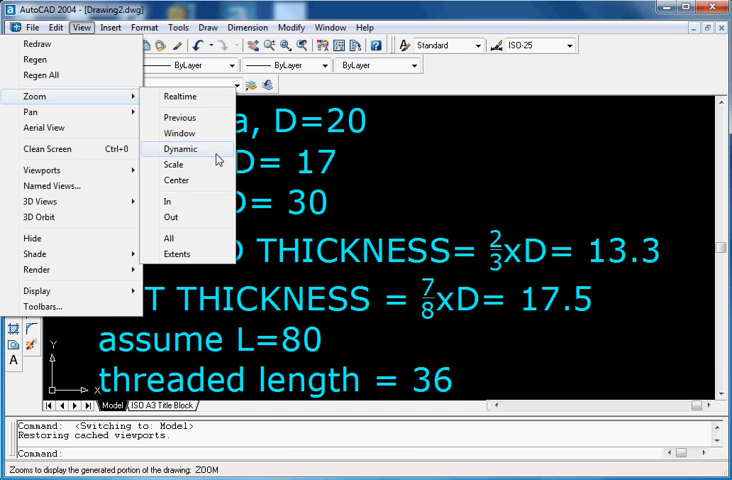 AutoCAD 2004 - [Drawing2.dwg]
File Edit View Insert Format Tools Draw Dimension Modify Window Help
Redraw
Regen
Regen All
Zoom
Pan
Aerial View
Clean Screen Ctrl+0
Viewports
Named Views...
3D Views
3D Orbit
Hide
Shade
Render
Display
Toolbars...
Realtime
Previous
Window
Dynamic
Scale
Center
In
Out
All
Extents
Standard ISO-25
ByLayer ByLayer ByLayer
a, D=20
D= 17
D= 30
D THICKNESS= 2/3xD= 13.3
T THICKNESS = 7/8xD= 17.5
assume L=80
threaded length = 36
Y
X
Model ISO A3 Title Block
Command: <Switching to: Model>
Restoring cached viewports.
Command:
Zooms to display the generated portion of the drawing: ZOOM